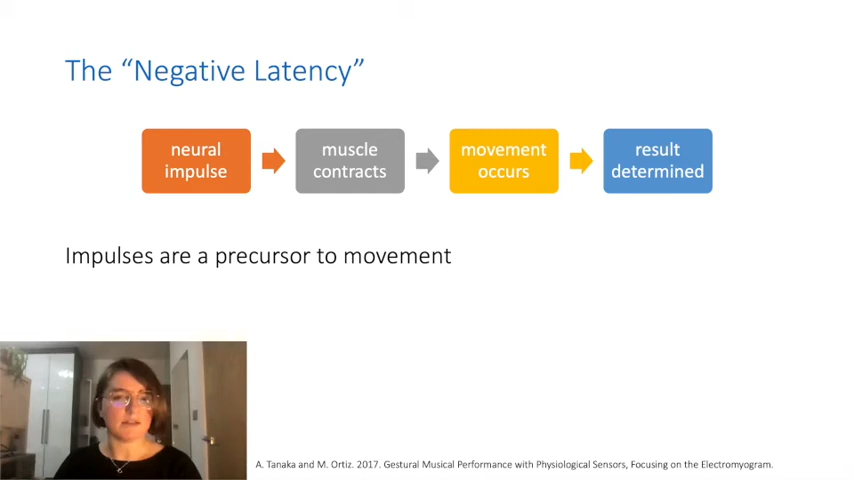 The “Negative Latency”
neural
impulse
muscle
contracts
movement
occurs
result
determined
Impulses are a precursor to movement
A. Tanaka and M. Ortiz. 2017. Gestural Musical Performance with Physiological Sensors, Focusing on the Electromyogram.